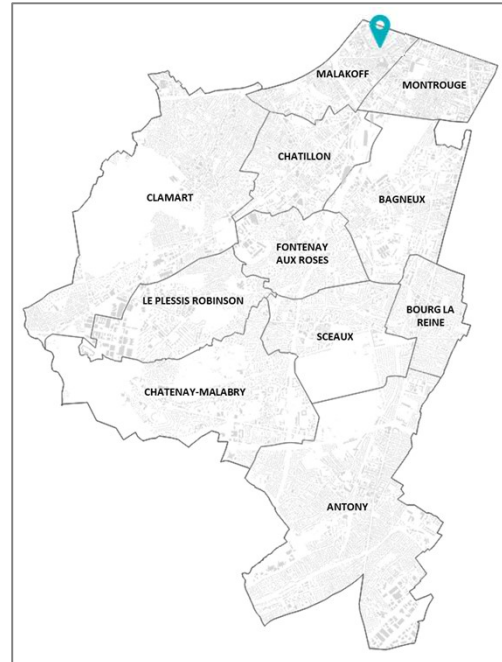 MALAKOFF
MONTROUGE
CHATILLON
CLAMART
BAGNEUX
FONTENAY
AUX ROSES
LE PLESSIS ROBINSON
BOURG LA
REINE
SCEAUX
CHATENAY-MALABRY
ANTONY